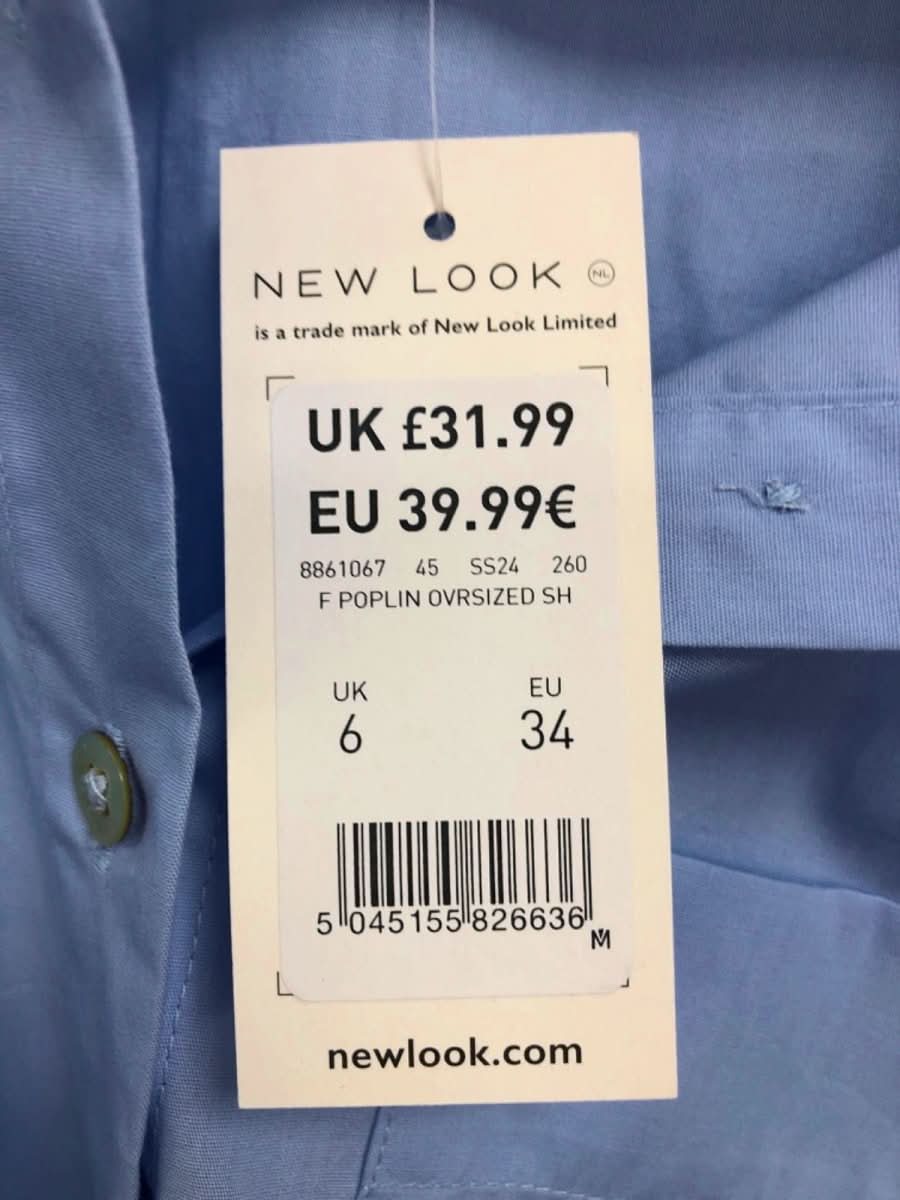 NEW LOOK NL
is a trade mark of New Look Limited
UK £31.99
EU 39.99€
8861067 45 SS24 260
F POPLIN OVRSIZED SH
UK EU
6 34
5 045155 826636
M
newlook.com